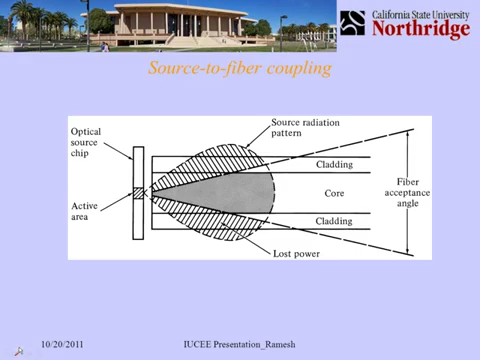 California State University
Northridge
Source-to-fiber coupling
Source radiation
pattern
Optical
source
chip
Cladding
Core
Fiber
acceptance
angle
Active
area
Cladding
Lost power
10/20/2011
IUCEE Presentation_Ramesh